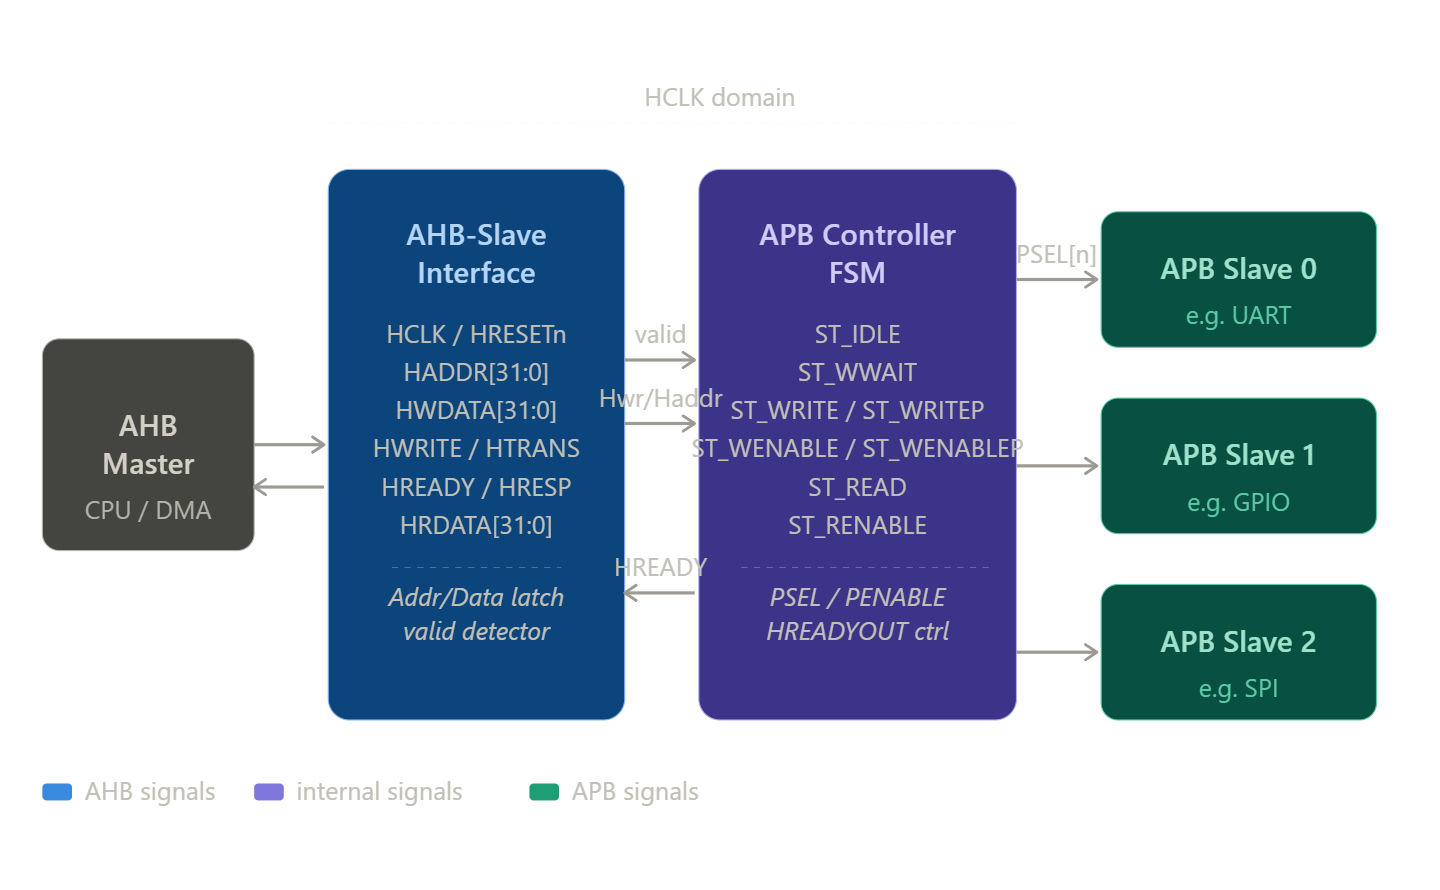 HCLK domain
AHB
Master
CPU / DMA
AHB-Slave
Interface
HCLK / HRESETn
HADDR[31:0]
HWDATA[31:0]
HWRITE / HTRANS
HREADY / HRESP
HRDATA[31:0]
Addr/Data latch
valid detector
valid
Hwr/Haddr
HREADY
APB Controller
FSM
ST_IDLE
ST_WWAIT
ST_WRITE / ST_WRITEP
ST_WENABLE / ST_WENABLEP
ST_READ
ST_RENABLE
PSEL / PENABLE
HREADYOUT ctrl
PSEL[n]
APB Slave 0
e.g. UART
APB Slave 1
e.g. GPIO
APB Slave 2
e.g. SPI
AHB signals
internal signals
APB signals